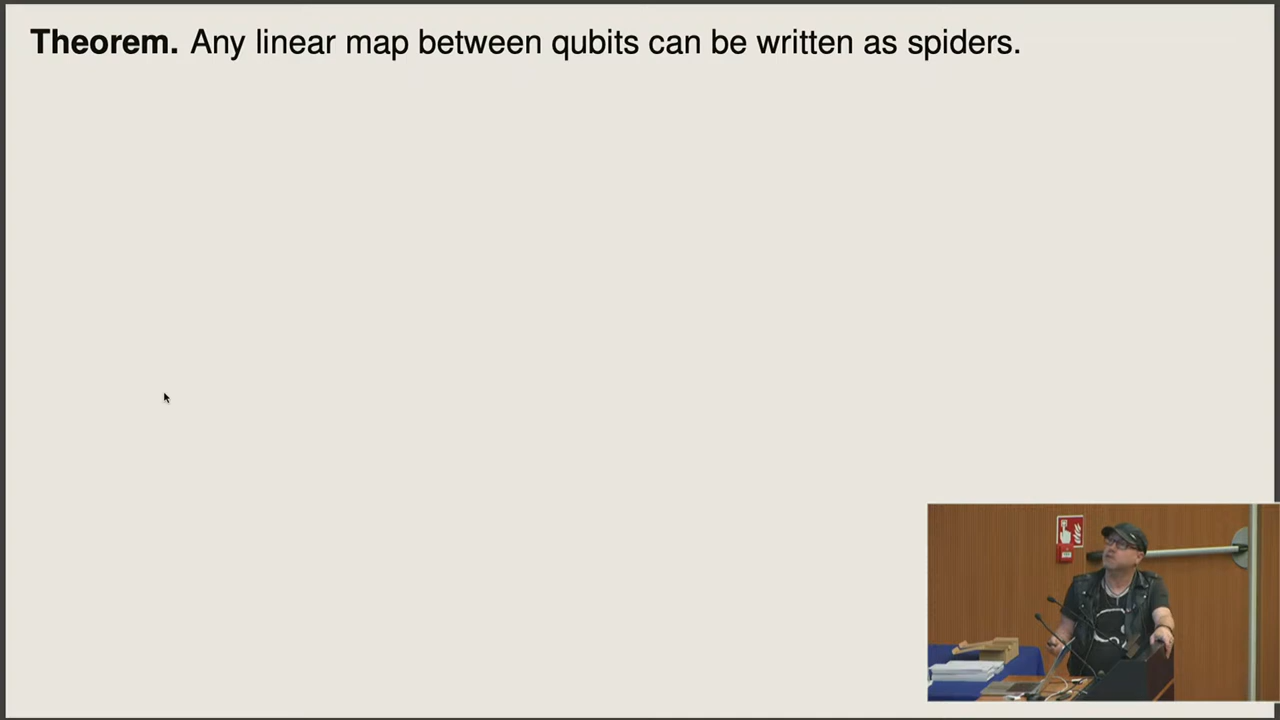 Theorem. Any linear map between qubits can be written as spiders.